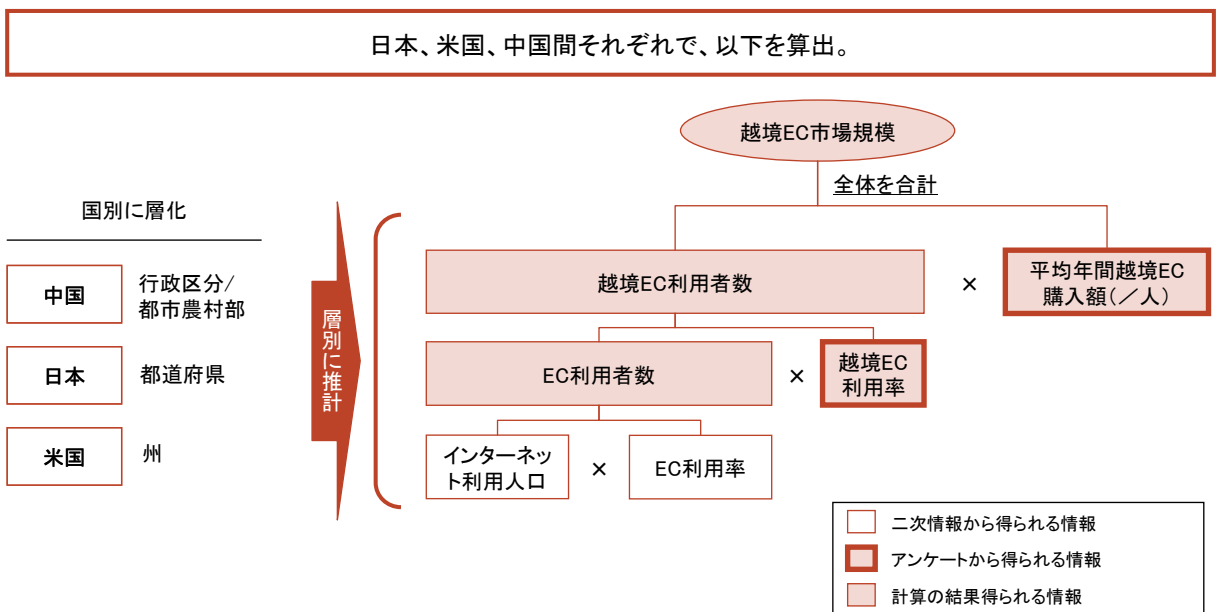 日本、米国、中国間それぞれで、以下を算出。
越境EC市場規模
全体を合計
国別に層化
中国
行政区分/
都市農村部
日本
都道府県
米国
州
層別に推計
越境EC利用者数
×
平均年間越境EC
購入額(／人)
EC利用者数
×
越境EC
利用率
インターネッ
ト利用人口
×
EC利用率
二次情報から得られる情報
アンケートから得られる情報
計算の結果得られる情報